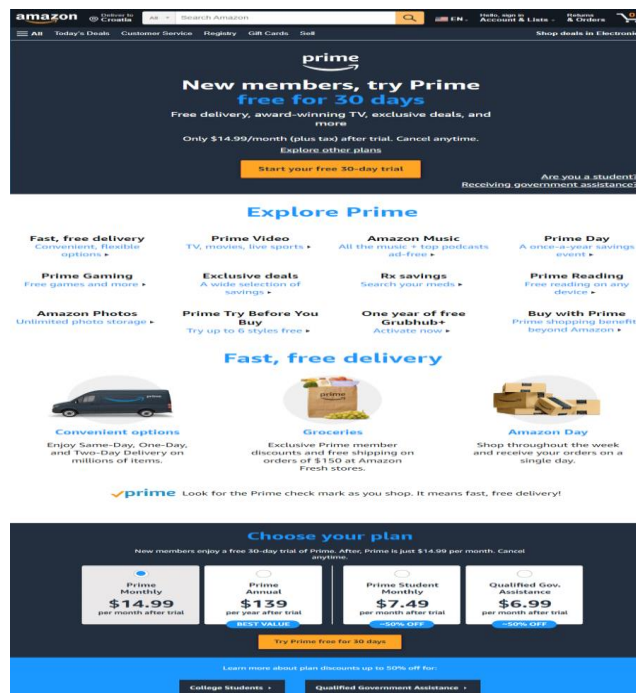 amazon
Deliver to
Croatia
All
Search Amazon
EN
Hello, sign in
Account & Lists
Returns
& Orders
0
All
Today's Deals
Customer Service
Registry
Gift Cards
Sell
Shop deals in Electronic
prime
New members, try Prime
free for 30 days
Free delivery, award-winning TV, exclusive deals, and
more
Only $14.99/month (plus tax) after trial. Cancel anytime.
Explore other plans
Start your free 30-day trial
Are you a student?
Receiving government assistance?
Explore Prime
Fast, free delivery
Convenient, flexible
options ▸
Prime Video
TV, movies, live sports ▸
Amazon Music
All the music + top podcasts
ad-free ▸
Prime Day
A once-a-year savings
event ▸
Prime Gaming
Free games and more ▸
Exclusive deals
A wide selection of
savings ▸
Rx savings
Search your meds ▸
Prime Reading
Free reading on any
device ▸
Amazon Photos
Unlimited photo storage ▸
Prime Try Before You
Buy
Try up to 6 styles free ▸
One year of free
Grubhub+
Activate now ▸
Buy with Prime
Prime shopping benefit
beyond Amazon ▸
Fast, free delivery
prime
Convenient options
Enjoy Same-Day, One-Day,
and Two-Day Delivery on
millions of items.
Groceries
Exclusive Prime member
discounts and free shipping on
orders of $150 at Amazon
Fresh stores.
Amazon Day
Shop throughout the week
and receive your orders on a
single day.
prime Look for the Prime check mark as you shop. It means fast, free delivery!
Choose your plan
New members enjoy a free 30-day trial of Prime. After, Prime is just $14.99 per month. Cancel
anytime.
Prime
Monthly
$14.99
per month after trial
Prime
Annual
$139
per year after trial
BEST VALUE
Prime Student
Monthly
$7.49
per month after trial
~50% OFF
Qualified Gov.
Assistance
$6.99
per month after trial
~50% OFF
Try Prime free for 30 days
Learn more about plan discounts up to 50% off for:
College Students ›
Qualified Government Assistance ›